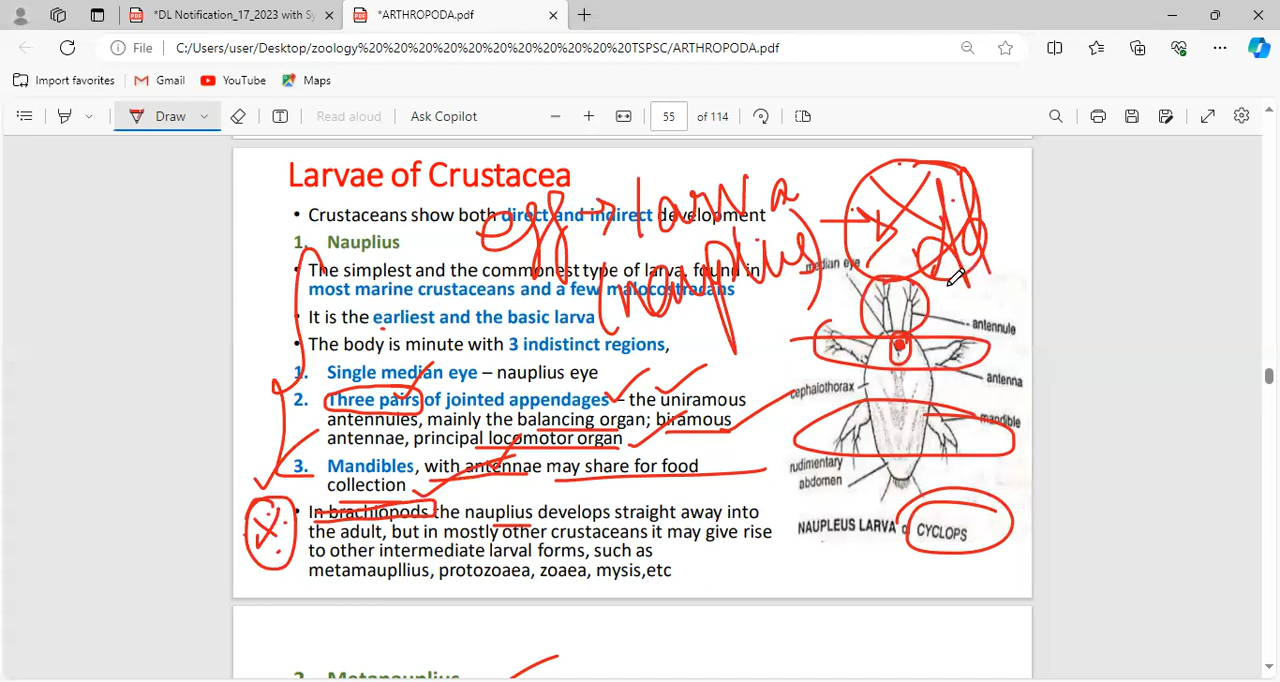 *DL Notification_17_2023 with Sy
*ARTHROPODA.pdf
File
C:/Users/user/Desktop/zoology%20%20%20%20%20%20%20%20%20%20TSPSC/ARTHROPODA.pdf
Import favorites
Gmail
YouTube
Maps
Draw
Read aloud
Ask Copilot
55
of 114
Larvae of Crustacea
• Crustaceans show both direct and indirect development
egg → larva
1. Nauplius
(nauplius)
• The simplest and the commonest type of larva, found in
most marine crustaceans and a few malocostracans
• It is the earliest and the basic larva
• The body is minute with 3 indistinct regions,
1. Single median eye – nauplius eye
2. Three pairs of jointed appendages – the uniramous
antennules, mainly the balancing organ; biramous
antennae, principal locomotor organ
3. Mandibles, with antennae may share for food
collection
• In brachiopods the nauplius develops straight away into
the adult, but in mostly other crustaceans it may give rise
to other intermediate larval forms, such as
metamaupllius, protozoaea, zoaea, mysis,etc
median eye
antennule
antenna
cephalothorax
mandible
rudimentary
abdomen
NAUPLEUS LARVA
CYCLOPS
2. Metanauplius